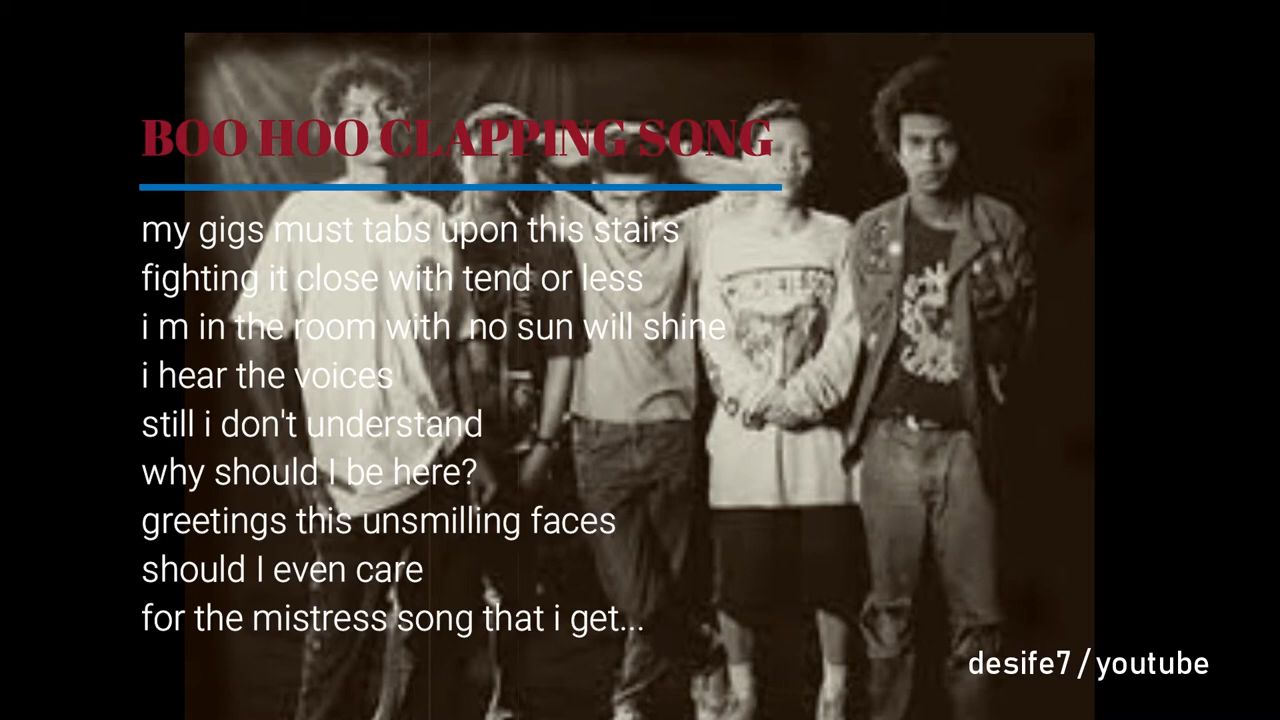 BOO HOO CLAPPING SONG
my gigs must tabs upon this stairs
fighting it close with tend or less
i m in the room with  no sun will shine
i hear the voices
still i don't understand
why should I be here?
greetings this unsmilling faces
should I even care
for the mistress song that i get...
desife7/youtube